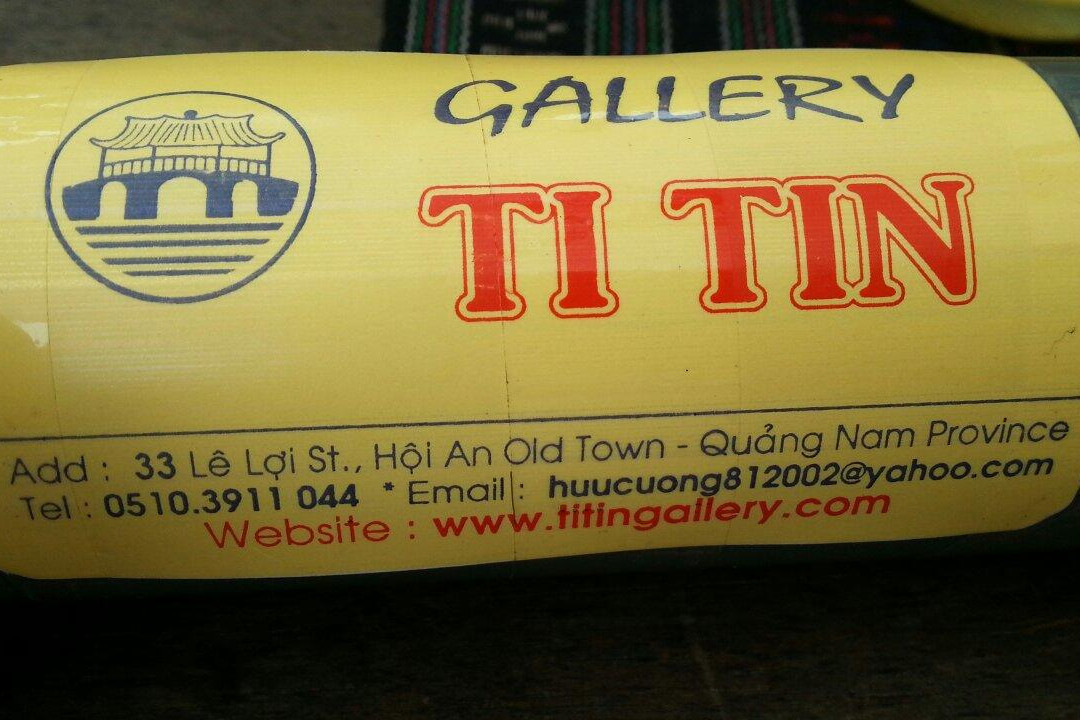 GALLERY
TI TIN
Add : 33 Lê Lợi St., Hội An Old Town - Quảng Nam Province
Tel : 0510.3911 044 * Email : huucuong812002@yahoo.com
Website : www.titingallery.com